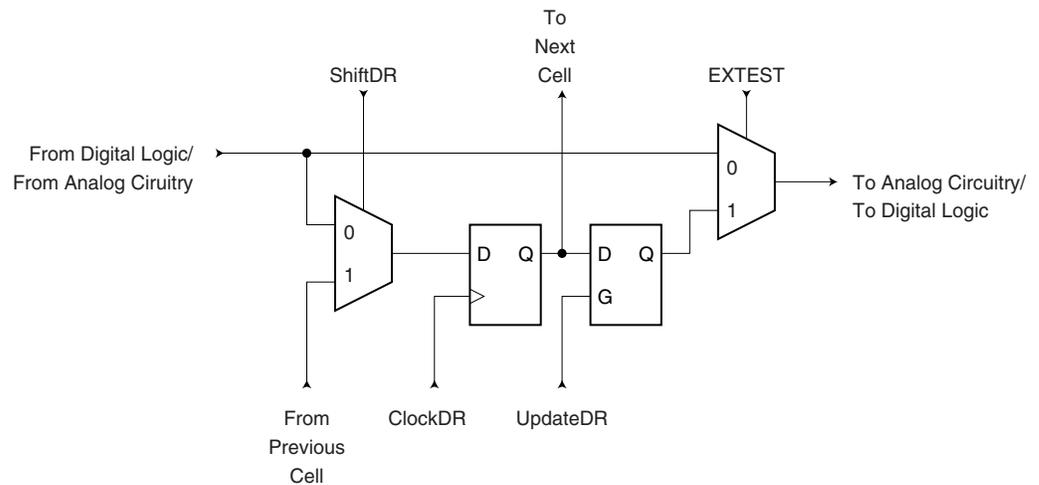 To
Next
Cell
ShiftDR
EXTEST
From Digital Logic/
From Analog Ciruitry
0
1
To Analog Circuitry/
To Digital Logic
0
1
D Q
D Q
G
From
Previous
Cell
ClockDR
UpdateDR